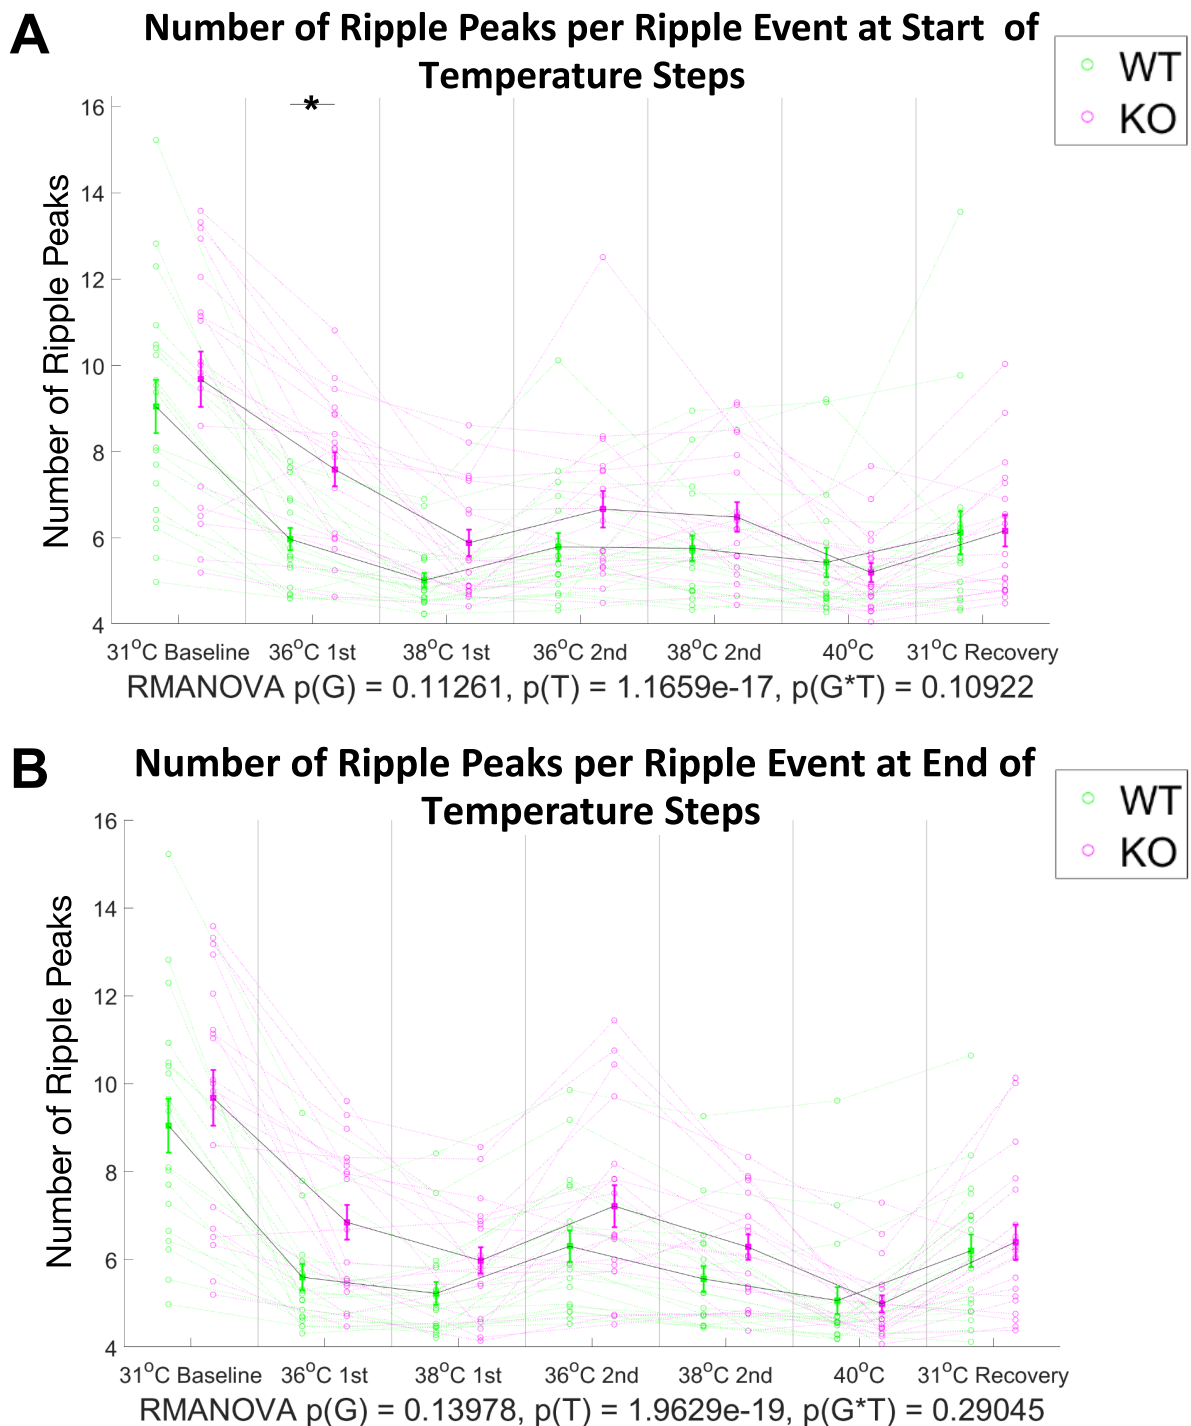 A
Number of Ripple Peaks per Ripple Event at Start of
Temperature Steps
WT
KO
*
Number of Ripple Peaks
16
14
12
10
8
6
4
31°C Baseline 36°C 1st 38°C 1st 36°C 2nd 38°C 2nd 40°C 31°C Recovery
RMANOVA p(G) = 0.11261, p(T) = 1.1659e-17, p(G*T) = 0.10922
B
Number of Ripple Peaks per Ripple Event at End of
Temperature Steps
WT
KO
Number of Ripple Peaks
16
14
12
10
8
6
4
31°C Baseline 36°C 1st 38°C 1st 36°C 2nd 38°C 2nd 40°C 31°C Recovery
RMANOVA p(G) = 0.13978, p(T) = 1.9629e-19, p(G*T) = 0.29045